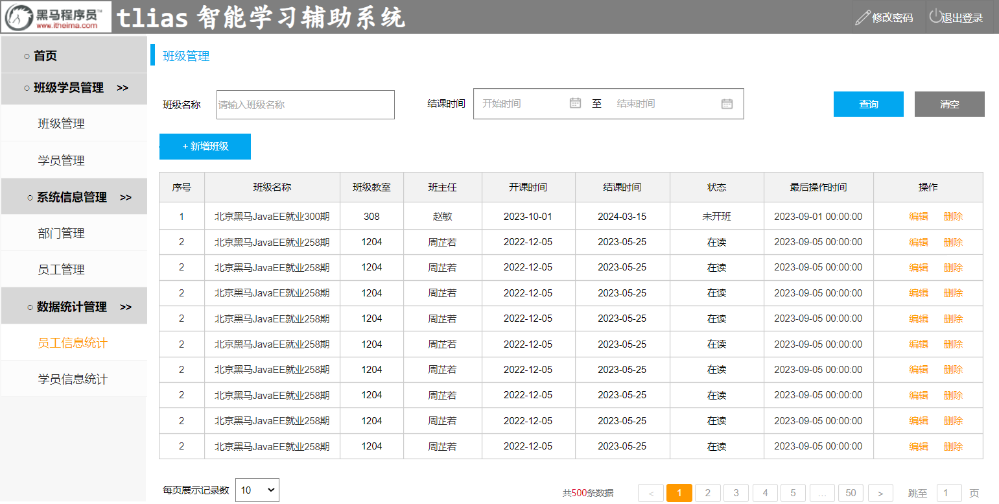 黑马程序员™
www.itheima.com
tlias 智能学习辅助系统
修改密码
退出登录
○ 首页
○ 班级学员管理 >>
班级管理
学员管理
○ 系统信息管理 >>
部门管理
员工管理
○ 数据统计管理 >>
员工信息统计
学员信息统计
班级管理
班级名称 请输入班级名称 结课时间 开始时间 至 结束时间 查询 清空
+ 新增班级
序号 班级名称 班级教室 班主任 开课时间 结课时间 状态 最后操作时间 操作
1 北京黑马JavaEE就业300期 308 赵敏 2023-10-01 2024-03-15 未开班 2023-09-01 00:00:00 编辑 删除
2 北京黑马JavaEE就业258期 1204 周芷若 2022-12-05 2023-05-25 在读 2023-09-05 00:00:00 编辑 删除
2 北京黑马JavaEE就业258期 1204 周芷若 2022-12-05 2023-05-25 在读 2023-09-05 00:00:00 编辑 删除
2 北京黑马JavaEE就业258期 1204 周芷若 2022-12-05 2023-05-25 在读 2023-09-05 00:00:00 编辑 删除
2 北京黑马JavaEE就业258期 1204 周芷若 2022-12-05 2023-05-25 在读 2023-09-05 00:00:00 编辑 删除
2 北京黑马JavaEE就业258期 1204 周芷若 2022-12-05 2023-05-25 在读 2023-09-05 00:00:00 编辑 删除
2 北京黑马JavaEE就业258期 1204 周芷若 2022-12-05 2023-05-25 在读 2023-09-05 00:00:00 编辑 删除
2 北京黑马JavaEE就业258期 1204 周芷若 2022-12-05 2023-05-25 在读 2023-09-05 00:00:00 编辑 删除
2 北京黑马JavaEE就业258期 1204 周芷若 2022-12-05 2023-05-25 在读 2023-09-05 00:00:00 编辑 删除
2 北京黑马JavaEE就业258期 1204 周芷若 2022-12-05 2023-05-25 在读 2023-09-05 00:00:00 编辑 删除
每页展示记录数 10 共500条数据 < 1 2 3 4 5 ... 50 > 跳至 1 页